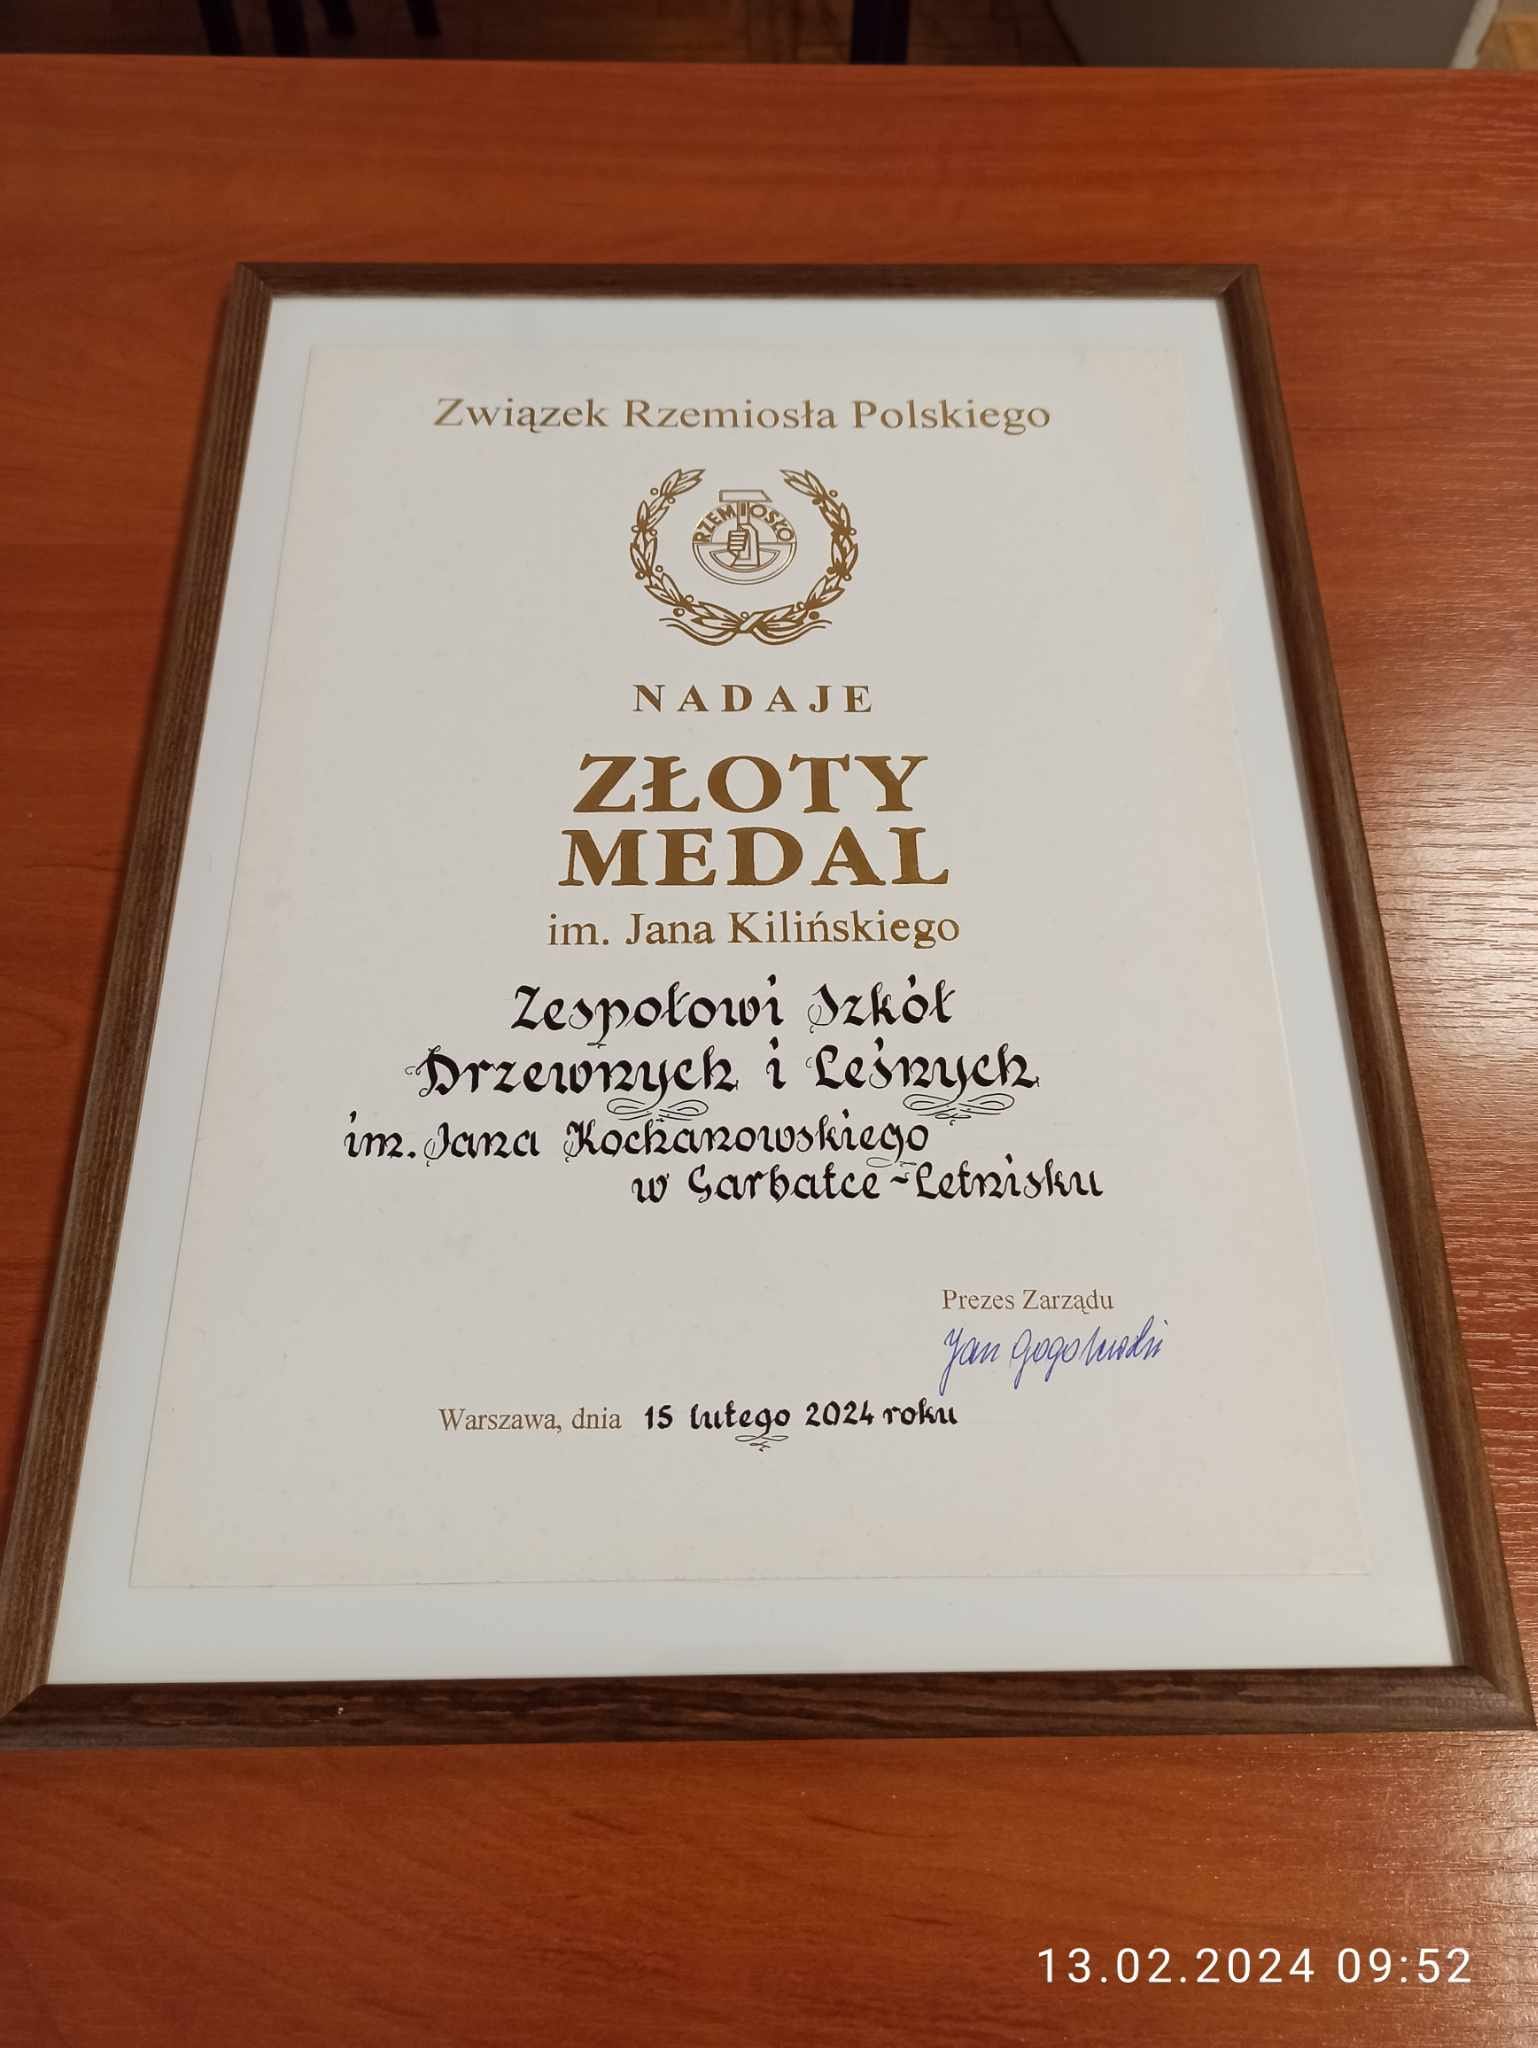 Związek Rzemiosła Polskiego
RZEMIOSŁO
NADAJE
ZŁOTY
MEDAL
im. Jana Kilińskiego
Zespołowi Szkół
Drzewnych i Leśnych
im. Jana Kochanowskiego
w Garbatce-Letnisku
Prezes Zarządu
Jan Gogolewski
Warszawa, dnia 15 lutego 2024 roku
13.02.2024 09:52